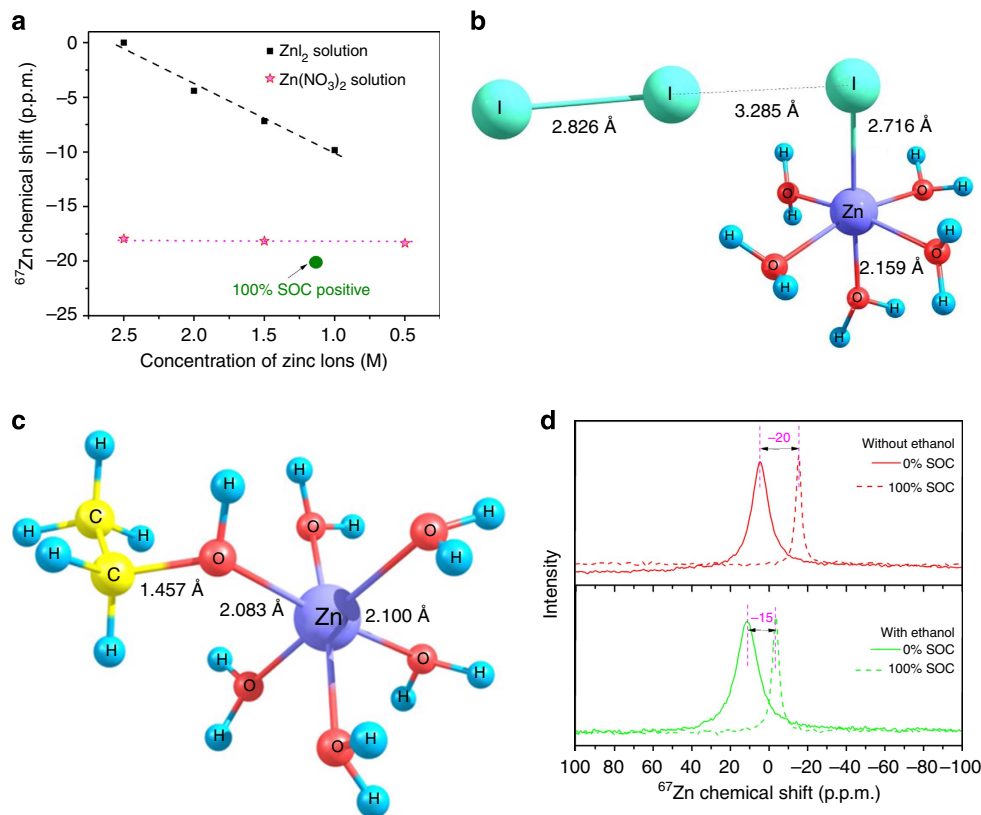 a
0
−5
−10
−15
−20
−25
⁶⁷Zn chemical shift (p.p.m.)
ZnI₂ solution
Zn(NO₃)₂ solution
100% SOC positive
2.5 2.0 1.5 1.0 0.5
Concentration of zinc Ions (M)
b
I I I
2.826 Å
3.285 Å
2.716 Å
H H
O O H
H Zn
H H
O O
2.159 Å
H H
O H
H
c
H
H H
C O H O H
H H C O H
1.457 Å
2.083 Å
Zn
2.100 Å
H H O
O H H
H O H
H
d
Intensity
−20
Without ethanol
0% SOC
100% SOC
−15
With ethanol
0% SOC
100% SOC
100 80 60 40 20 0 −20 −40 −60 −80 −100
⁶⁷Zn chemical shift (p.p.m.)